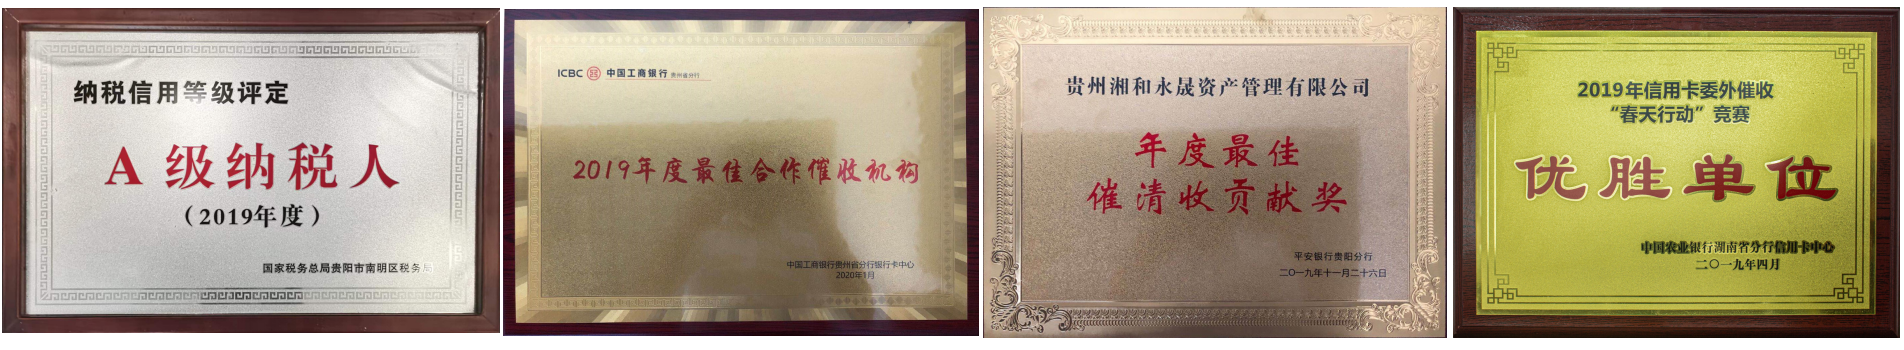 纳税信用等级评定
A级纳税人
（2019年度）
国家税务总局贵阳市南明区税务局
ICBC 中国工商银行 贵州省分行
2019年度最佳合作催收机构
中国工商银行贵州省分行银行卡中心
2020年1月
贵州湘和永晟资产管理有限公司
年度最佳
催清收贡献奖
平安银行贵阳分行
二〇一九年十一月二十六日
2019年信用卡委外催收
“春天行动”竞赛
优胜单位
中国农业银行湖南省分行信用卡中心
二〇一九年四月